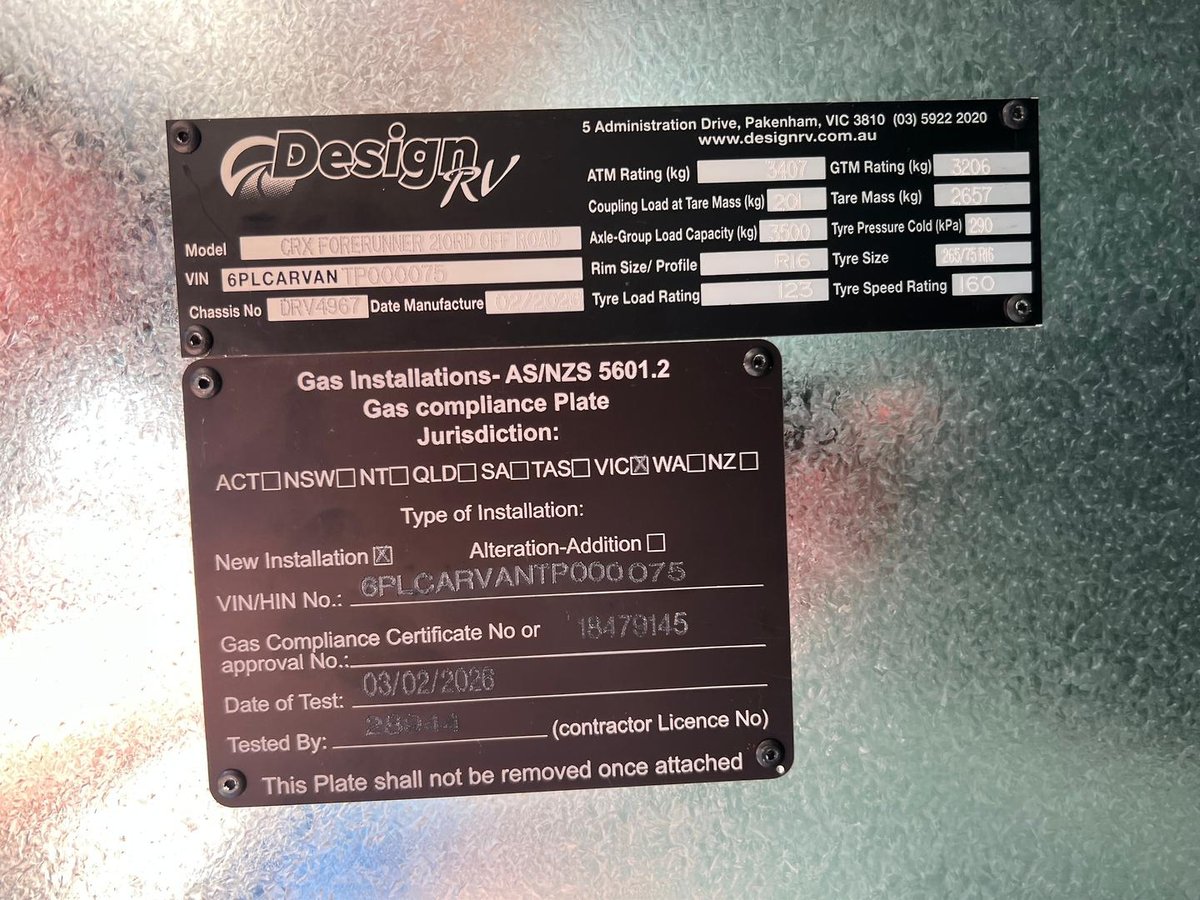 Design RV
5 Administration Drive, Pakenham, VIC 3810 (03) 5922 2020
www.designrv.com.au
Model CRX FORERUNNER 210RD OFF ROAD
VIN 6PLCARVANTP000075
Chassis No DRV4967 Date Manufacture 02/2026
ATM Rating (kg) 3407 GTM Rating (kg) 3206
Coupling Load at Tare Mass (kg) 201 Tare Mass (kg) 2657
Axle-Group Load Capacity (kg) 3500 Tyre Pressure Cold (kPa) 290
Rim Size/ Profile R16 Tyre Size 265/75 R16
Tyre Load Rating 123 Tyre Speed Rating 160
Gas Installations- AS/NZS 5601.2
Gas compliance Plate
Jurisdiction:
ACT☐NSW☐NT☐QLD☐SA☐TAS☐VIC☒WA☐NZ☐
Type of Installation:
New Installation☒ Alteration-Addition☐
VIN/HIN No.: 6PLCARVANTP000075
Gas Compliance Certificate No or 18479145
approval No.:
Date of Test: 03/02/2026
Tested By: (contractor Licence No)
This Plate shall not be removed once attached